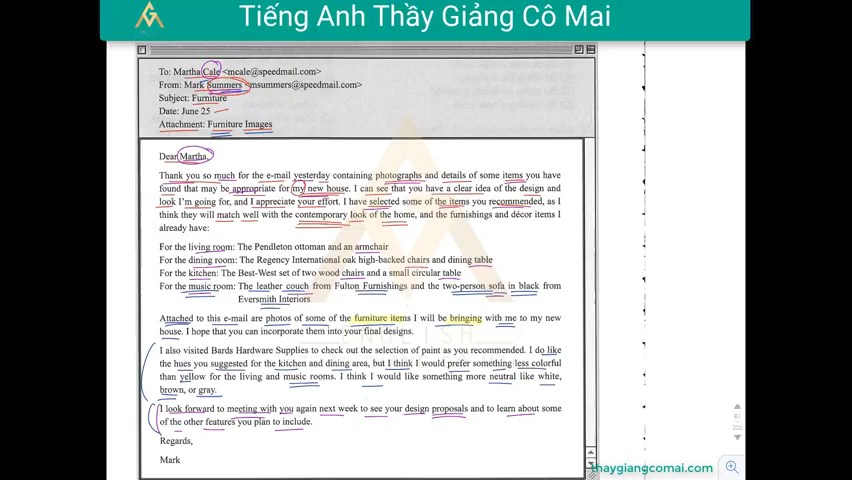 Tiếng Anh Thầy Giảng Cô Mai
To: Martha Cale <mcale@speedmail.com>
From: Mark Summers <msummers@speedmail.com>
Subject: Furniture
Date: June 25
Attachment: Furniture Images
Dear Martha,
Thank you so much for the e-mail yesterday containing photographs and details of some items you have
found that may be appropriate for my new house. I can see that you have a clear idea of the design and
look I'm going for, and I appreciate your effort. I have selected some of the items you recommended, as I
think they will match well with the contemporary look of the home, and the furnishings and décor items I
already have:
For the living room: The Pendleton ottoman and an armchair
For the dining room: The Regency International oak high-backed chairs and dining table
For the kitchen: The Best-West set of two wood chairs and a small circular table
For the music room: The leather couch from Fulton Furnishings and the two-person sofa in black from
Eversmith Interiors
Attached to this e-mail are photos of some of the furniture items I will be bringing with me to my new
house. I hope that you can incorporate them into your final designs.
I also visited Bards Hardware Supplies to check out the selection of paint as you recommended. I do like
the hues you suggested for the kitchen and dining area, but I think I would prefer something less colorful
than yellow for the living and music rooms. I think I would like something more neutral like white,
brown, or gray.
I look forward to meeting with you again next week to see your design proposals and to learn about some
of the other features you plan to include.
Regards,
Mark
ENGLISH
thaygiangcomai.com